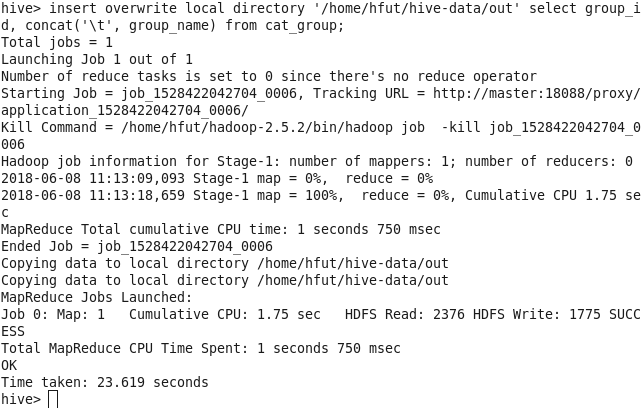 hive> insert overwrite local directory '/home/hfut/hive-data/out' select group_i
d, concat('\t', group_name) from cat_group;
Total jobs = 1
Launching Job 1 out of 1
Number of reduce tasks is set to 0 since there's no reduce operator
Starting Job = job_1528422042704_0006, Tracking URL = http://master:18088/proxy/
application_1528422042704_0006/
Kill Command = /home/hfut/hadoop-2.5.2/bin/hadoop job  -kill job_1528422042704_0
006
Hadoop job information for Stage-1: number of mappers: 1; number of reducers: 0
2018-06-08 11:13:09,093 Stage-1 map = 0%,  reduce = 0%
2018-06-08 11:13:18,659 Stage-1 map = 100%,  reduce = 0%, Cumulative CPU 1.75 se
c
MapReduce Total cumulative CPU time: 1 seconds 750 msec
Ended Job = job_1528422042704_0006
Copying data to local directory /home/hfut/hive-data/out
Copying data to local directory /home/hfut/hive-data/out
MapReduce Jobs Launched:
Job 0: Map: 1   Cumulative CPU: 1.75 sec   HDFS Read: 2376 HDFS Write: 1775 SUCC
ESS
Total MapReduce CPU Time Spent: 1 seconds 750 msec
OK
Time taken: 23.619 seconds
hive>